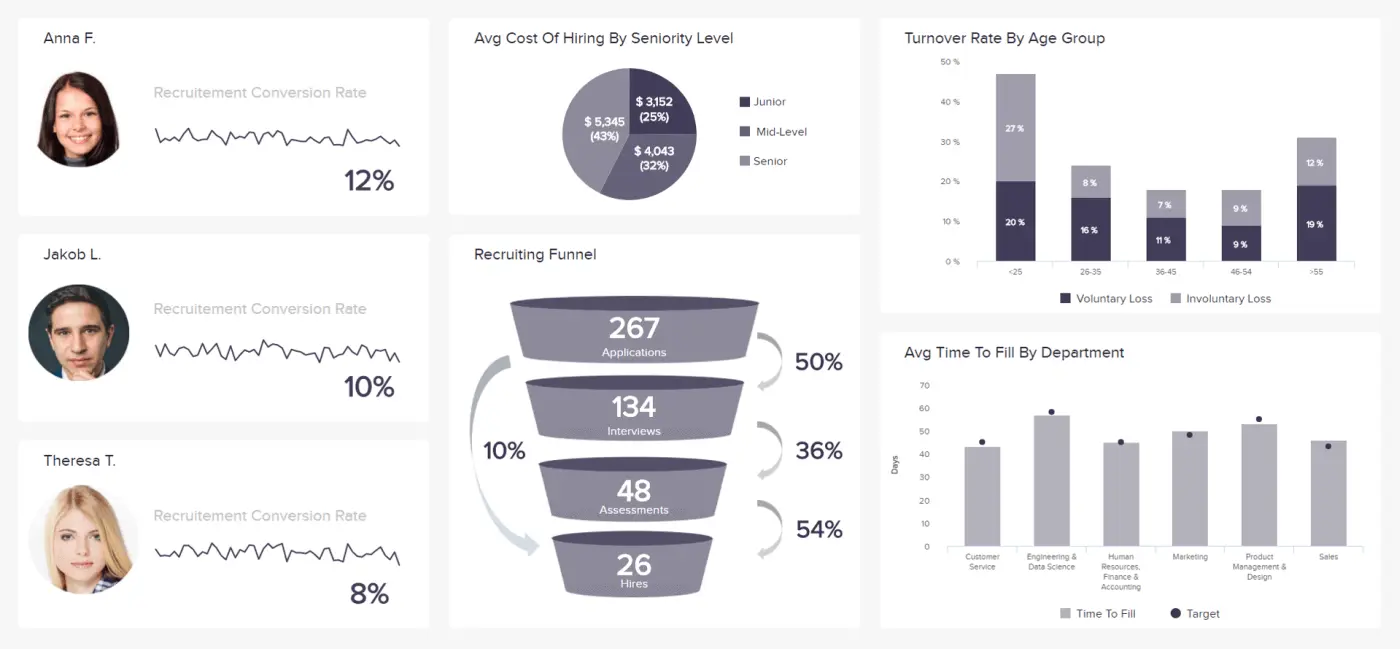 Anna F.
Recruitement Conversion Rate
12%
Jakob L.
Recruitement Conversion Rate
10%
Theresa T.
Recruitement Conversion Rate
8%
Avg Cost Of Hiring By Seniority Level
$ 3,152
(25%)
$ 5,345
(43%)
$ 4,043
(32%)
Junior
Mid-Level
Senior
Recruiting Funnel
267
Applications
50%
134
Interviews
10%
36%
48
Assessments
54%
26
Hires
Turnover Rate By Age Group
50 %
40 %
30 %
20 %
10 %
0 %
27 %
20 %
8 %
16 %
7 %
11 %
9 %
9 %
12 %
19 %
<25
26-35
36-45
46-54
>55
Voluntary Loss
Involuntary Loss
Avg Time To Fill By Department
Days
70
60
50
40
30
20
10
0
Customer
Service
Engineering &
Data Science
Human
Resources,
Finance &
Accounting
Marketing
Product
Management &
Design
Sales
Time To Fill
Target